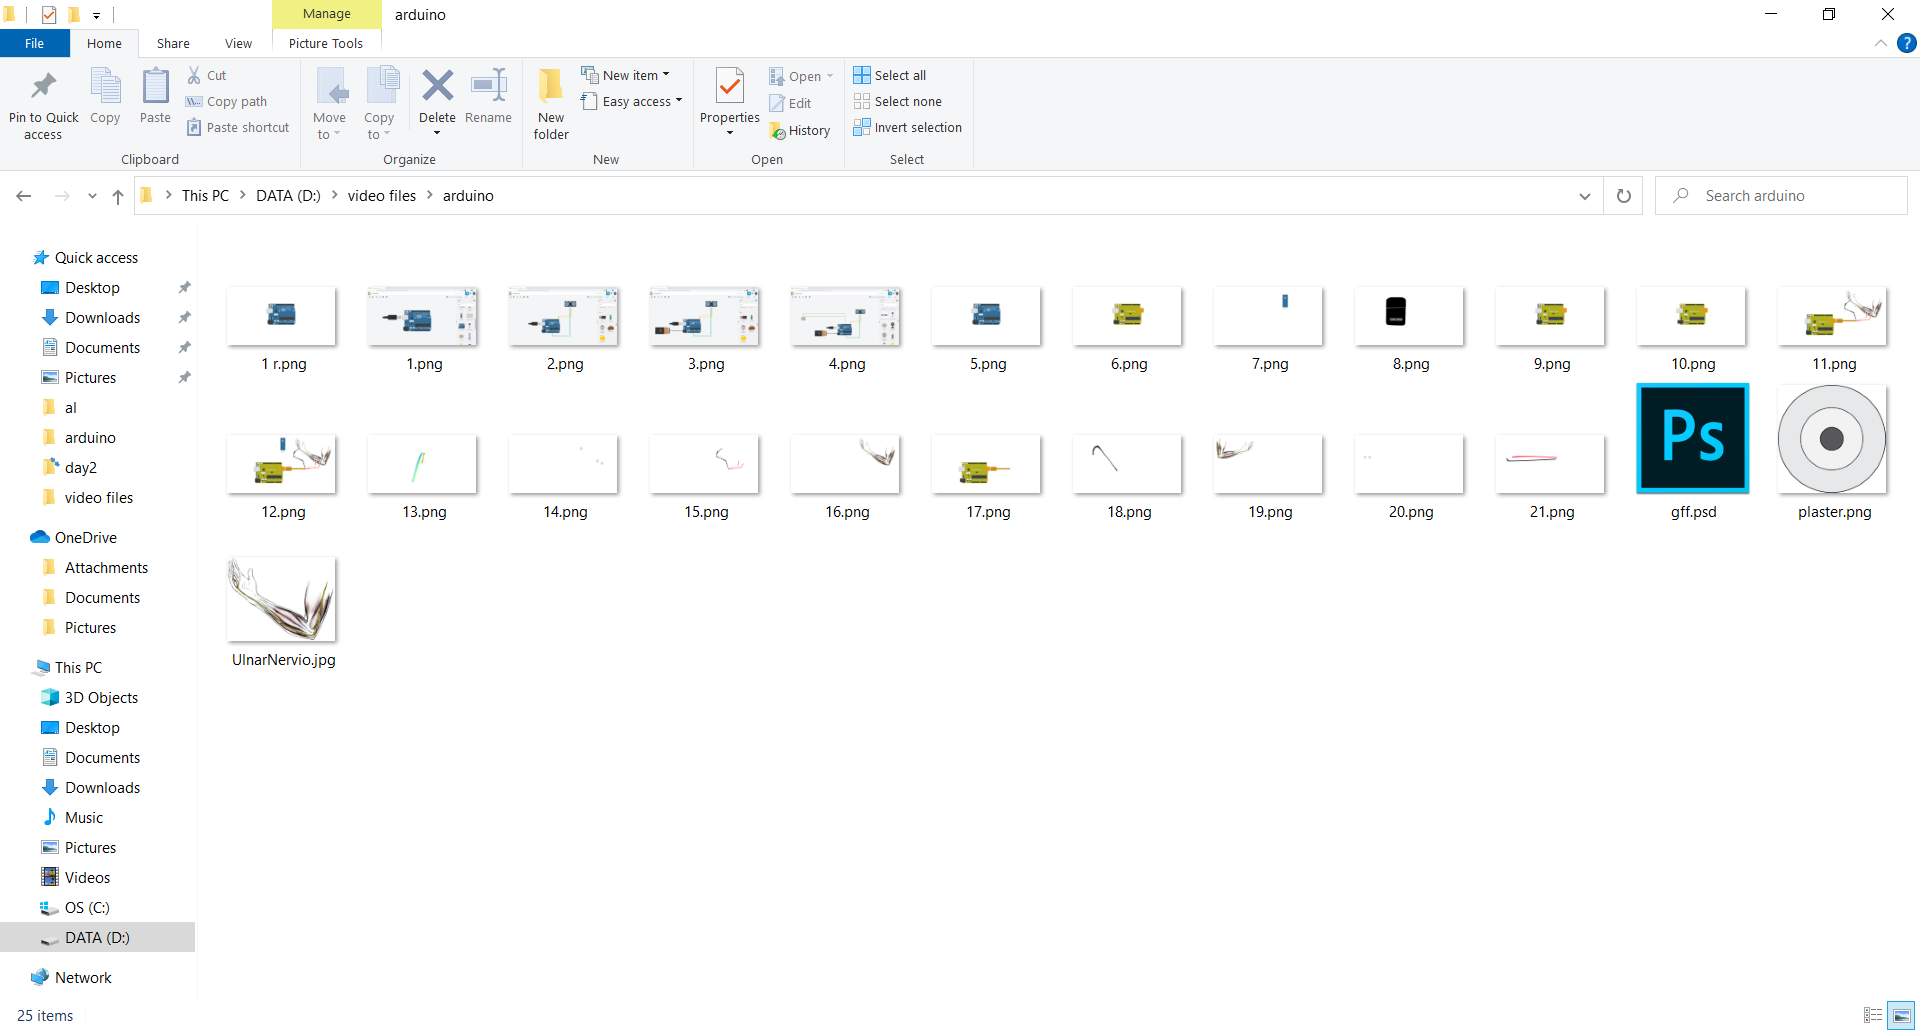 Manage
arduino
File
Home
Share
View
Picture Tools
Pin to Quick access
Copy
Paste
Cut
Copy path
Paste shortcut
Clipboard
Move to
Copy to
Delete
Rename
Organize
New folder
New item
Easy access
New
Properties
Open
Edit
History
Open
Select all
Select none
Invert selection
Select
This PC
DATA (D:)
video files
arduino
Search arduino
Quick access
Desktop
Downloads
Documents
Pictures
al
arduino
day2
video files
OneDrive
Attachments
Documents
Pictures
This PC
3D Objects
Desktop
Documents
Downloads
Music
Pictures
Videos
OS (C:)
DATA (D:)
Network
1 r.png
1.png
2.png
3.png
4.png
5.png
6.png
7.png
8.png
9.png
10.png
11.png
12.png
13.png
14.png
15.png
16.png
17.png
18.png
19.png
20.png
21.png
Ps
gff.psd
plaster.png
UlnarNervio.jpg
25 items